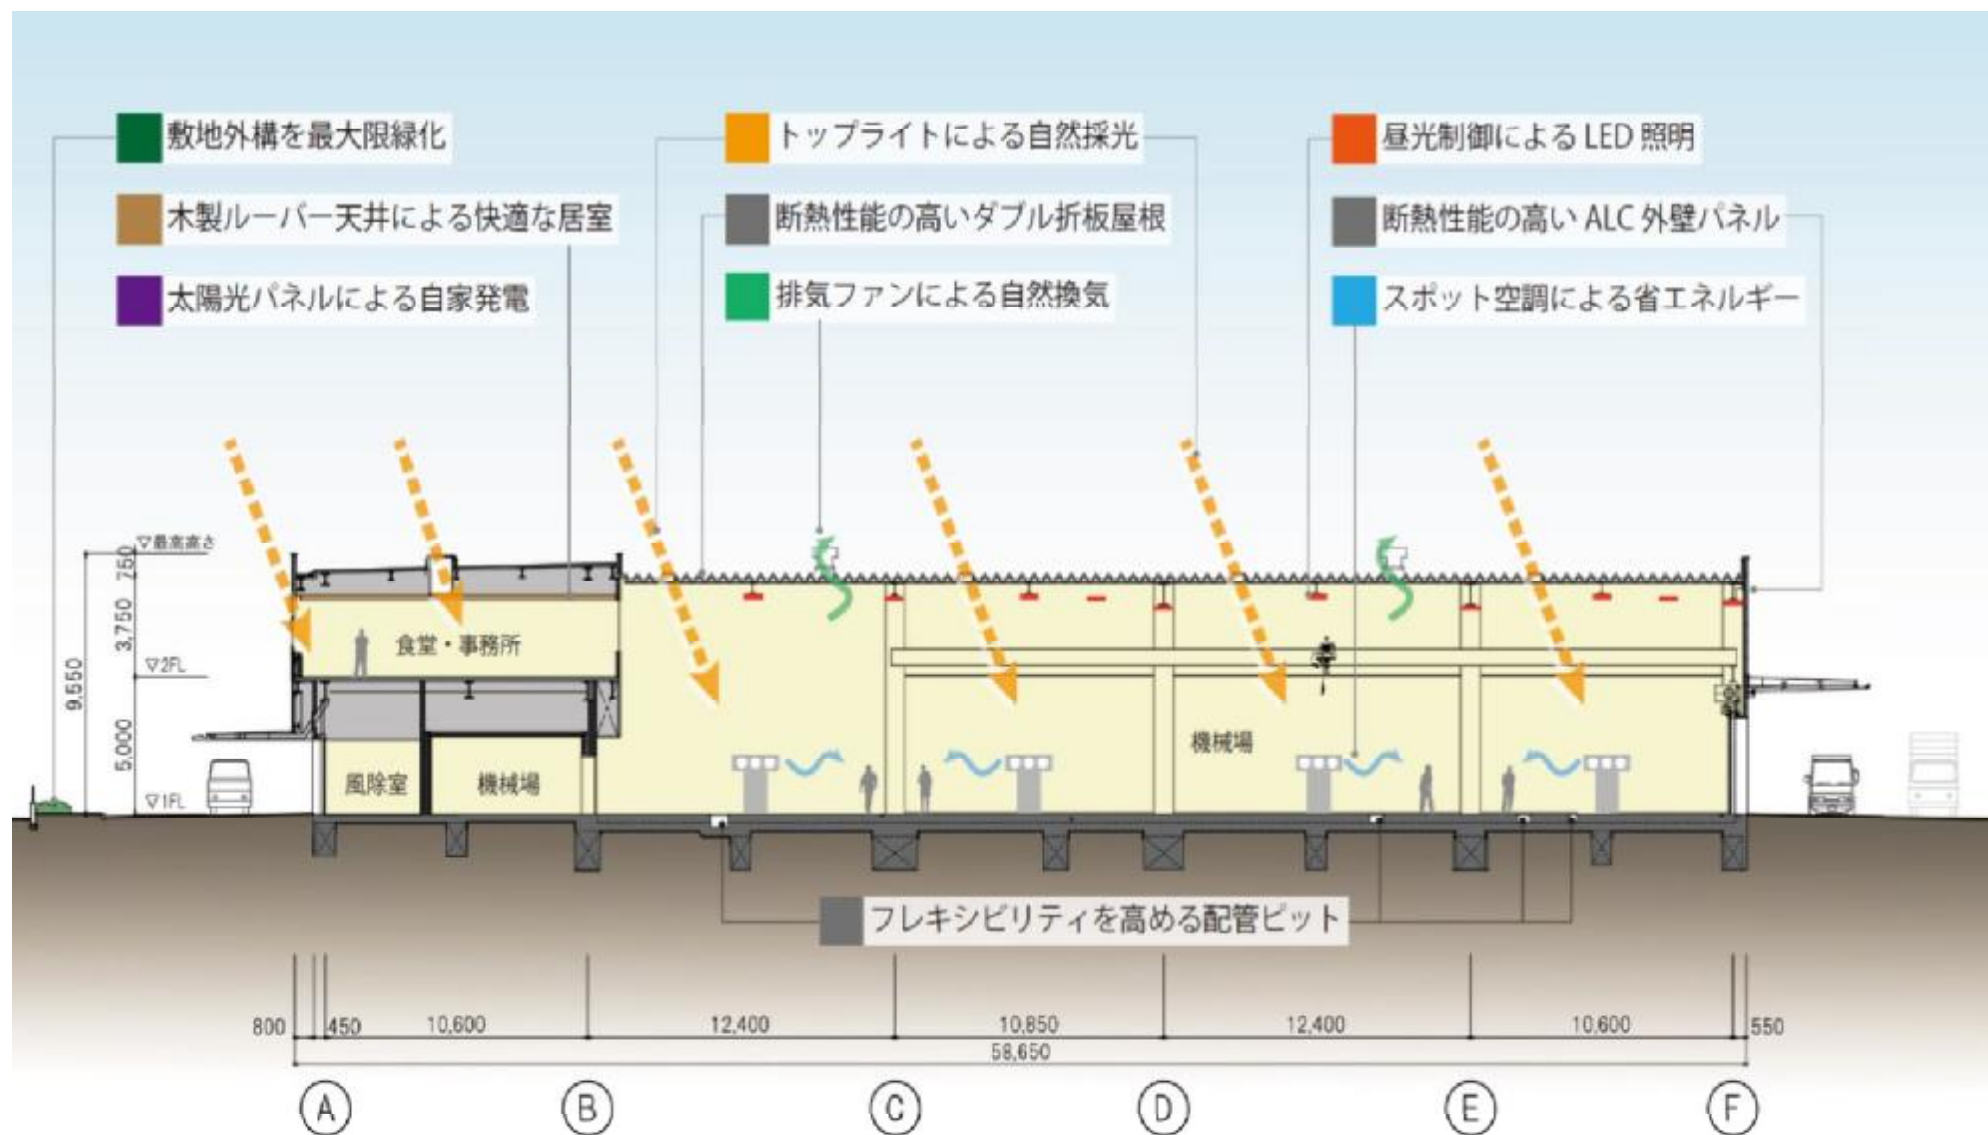 敷地外構を最大限緑化
木製ルーバー天井による快適な居室
太陽光パネルによる自家発電
トップライトによる自然採光
断熱性能の高いダブル折板屋根
排気ファンによる自然換気
昼光制御による LED 照明
断熱性能の高い ALC 外壁パネル
スポット空調による省エネルギー
▽最高高さ
750
3,750
▽2FL
9,550
5,000
▽1FL
食堂・事務所
風除室
機械場
機械場
フレキシビリティを高める配管ピット
800 450 10,600 12,400 10,850 12,400 10,600 550
58,650
A B C D E F